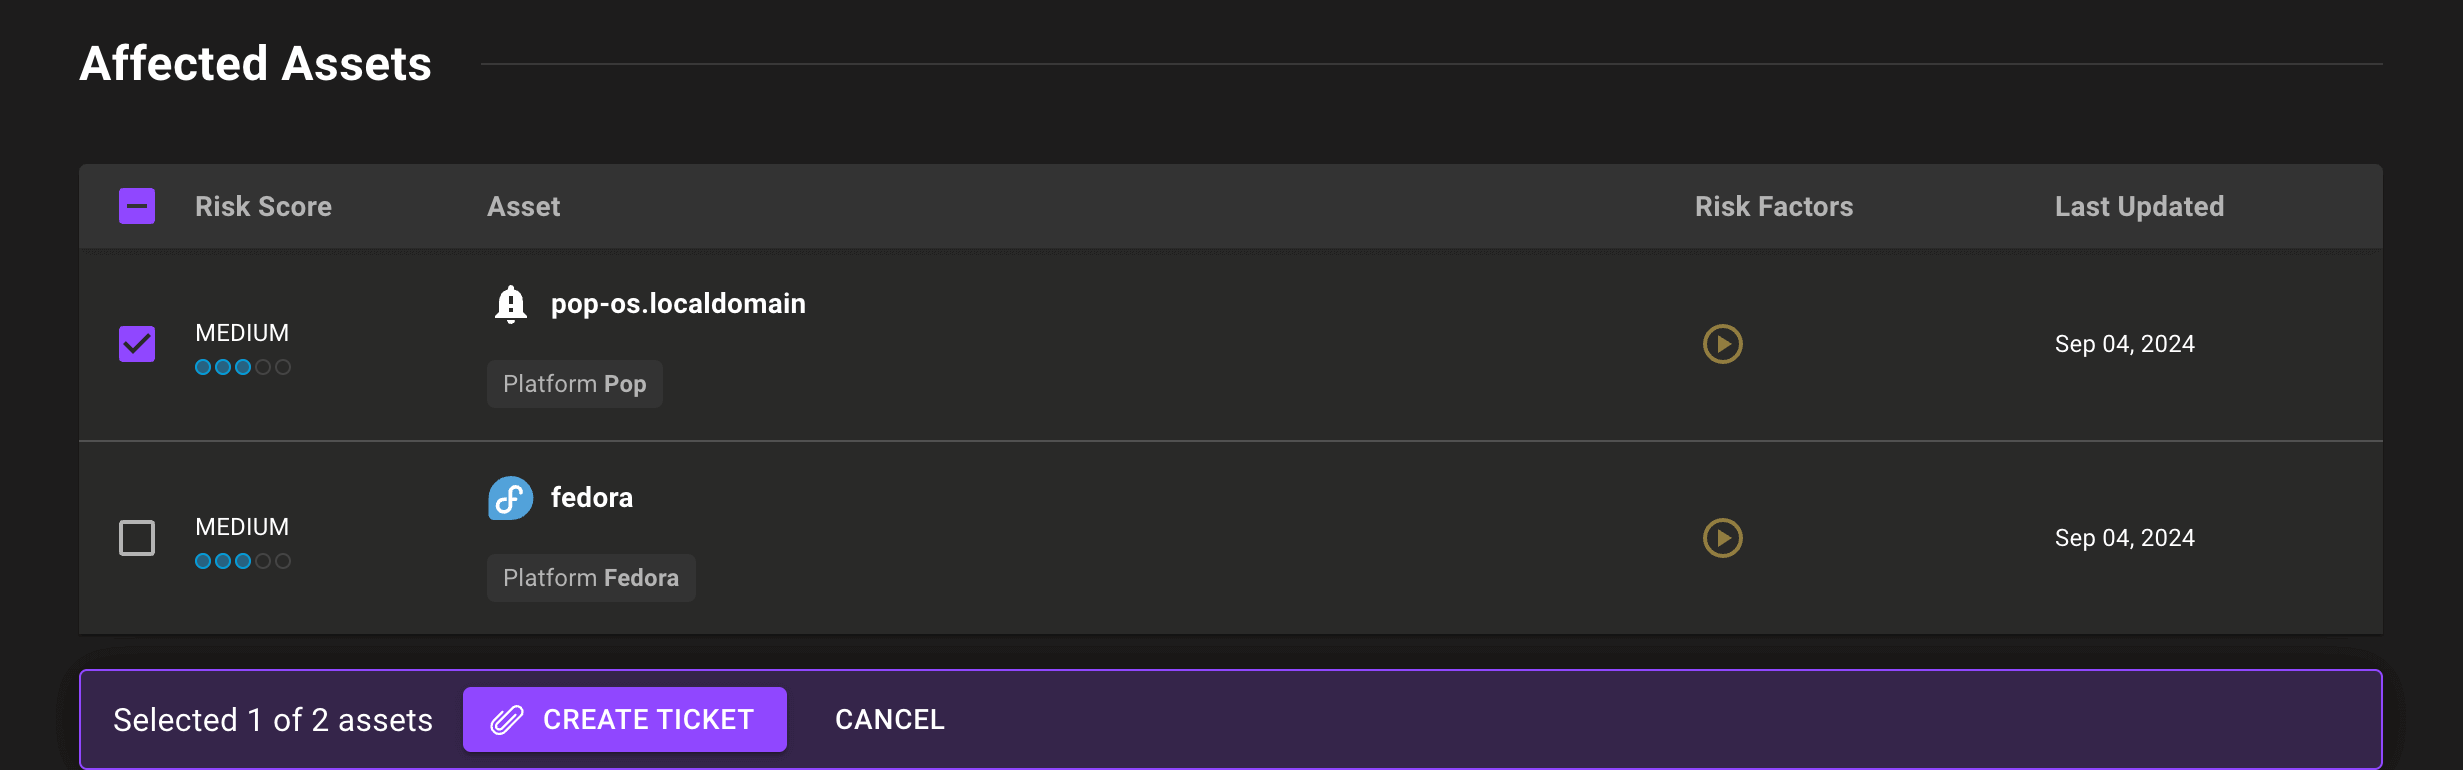 Affected Assets
Risk Score Asset Risk Factors Last Updated
pop-os.localdomain
MEDIUM
Sep 04, 2024
Platform Pop
fedora
MEDIUM
Sep 04, 2024
Platform Fedora
Selected 1 of 2 assets CREATE TICKET CANCEL